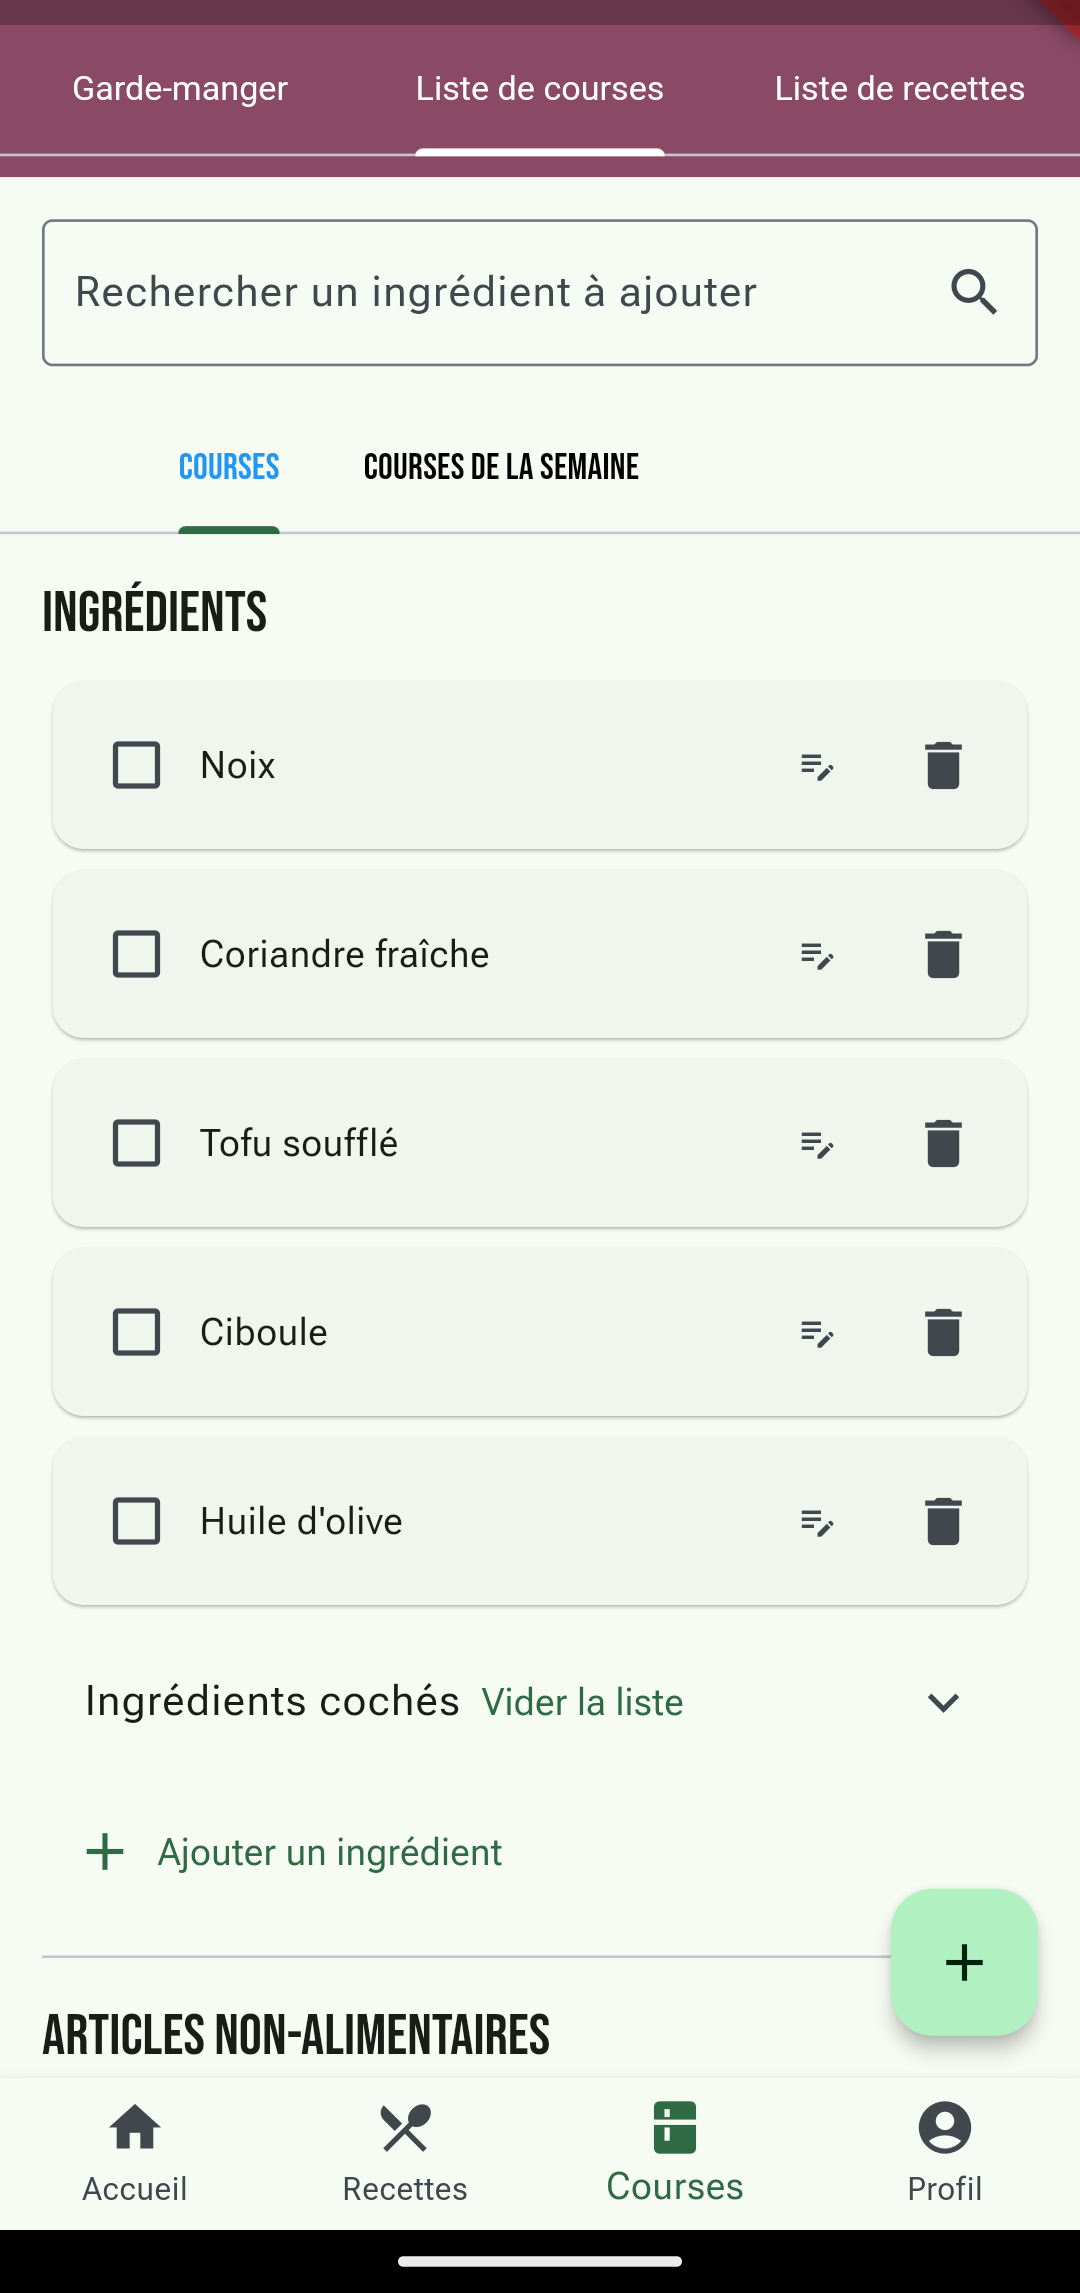 Garde-manger Liste de courses Liste de recettes
Rechercher un ingrédient à ajouter
COURSES COURSES DE LA SEMAINE
INGRÉDIENTS
Noix
Coriandre fraîche
Tofu soufflé
Ciboule
Huile d'olive
Ingrédients cochés Vider la liste
Ajouter un ingrédient
ARTICLES NON-ALIMENTAIRES
Accueil Recettes Courses Profil